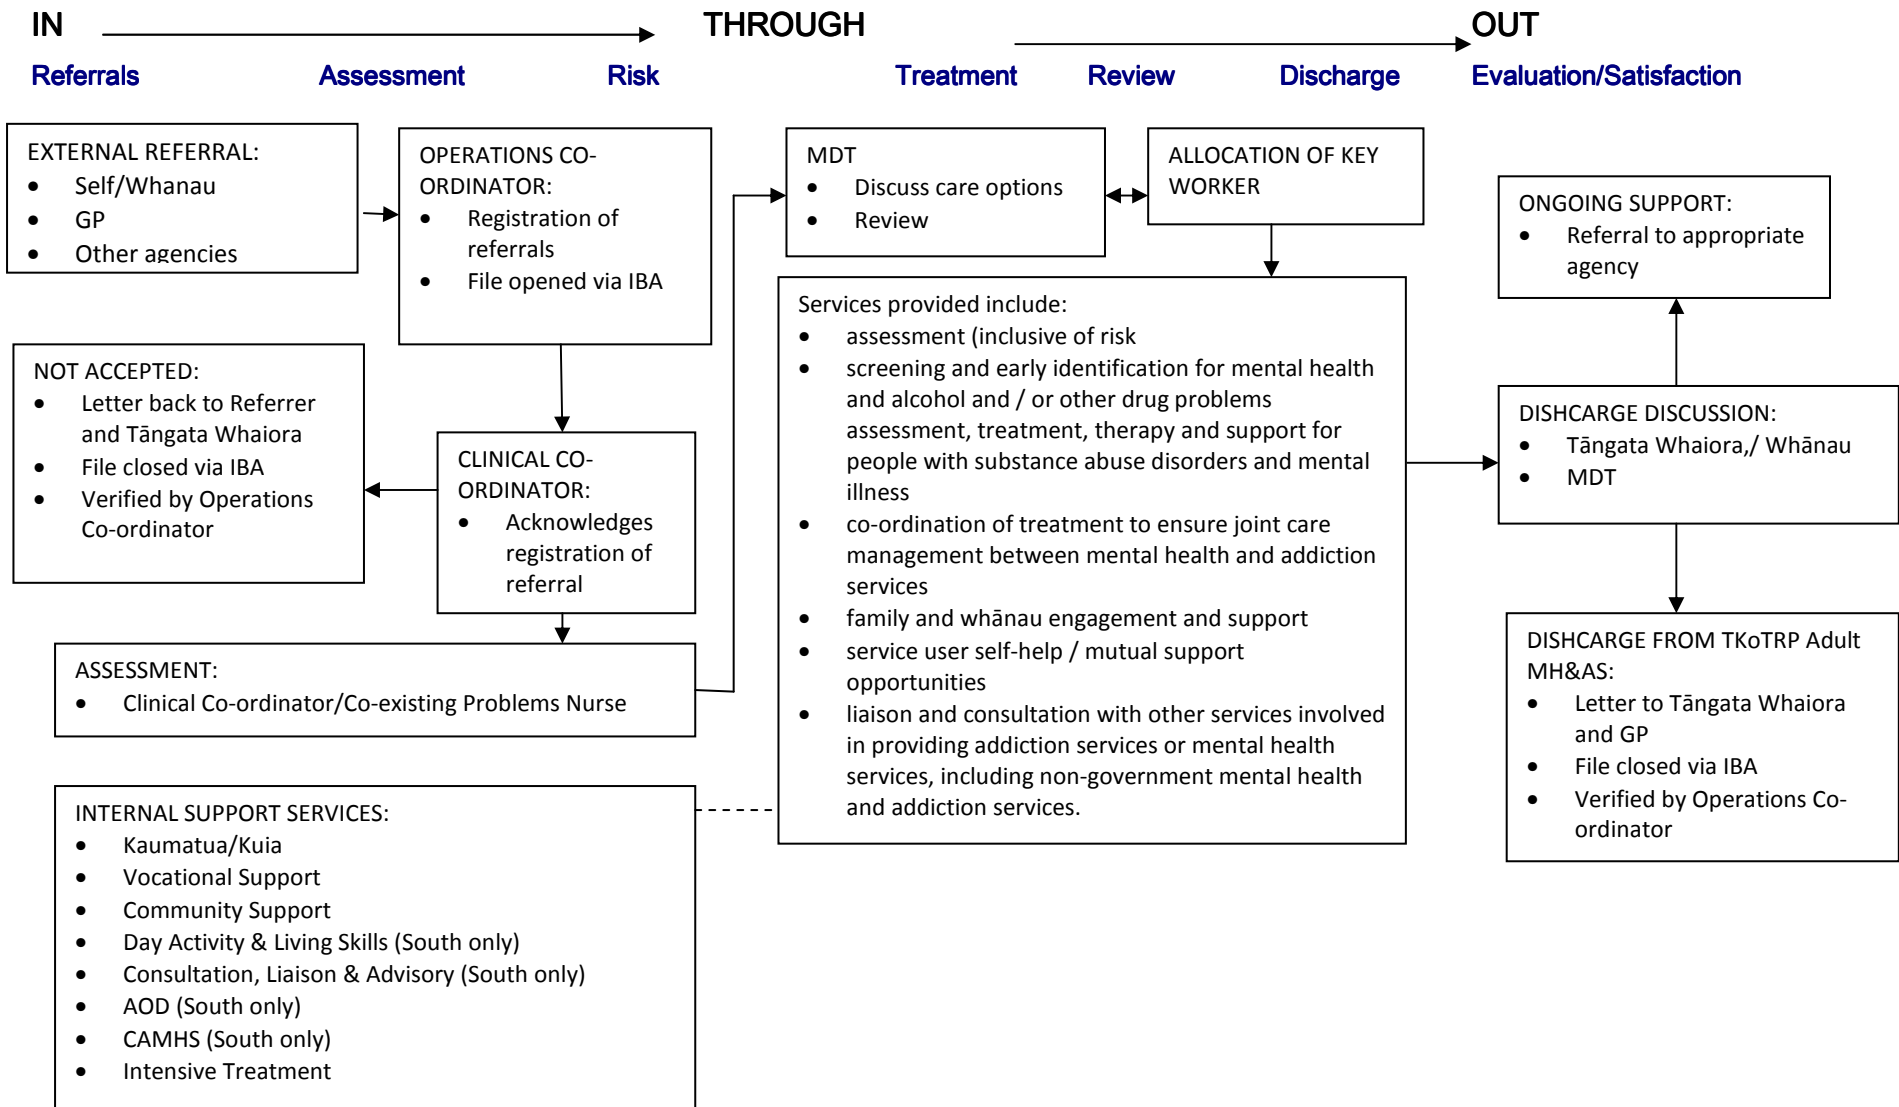 IN THROUGH OUT
Referrals Assessment Risk Treatment Review Discharge Evaluation/Satisfaction
EXTERNAL REFERRAL:
• Self/Whanau
• GP
• Other agencies
OPERATIONS CO-
ORDINATOR:
• Registration of
referrals
• File opened via IBA
NOT ACCEPTED:
• Letter back to Referrer
and Tāngata Whaiora
• File closed via IBA
• Verified by Operations
Co-ordinator
CLINICAL CO-
ORDINATOR:
• Acknowledges
registration of
referral
ASSESSMENT:
• Clinical Co-ordinator/Co-existing Problems Nurse
INTERNAL SUPPORT SERVICES:
• Kaumatua/Kuia
• Vocational Support
• Community Support
• Day Activity & Living Skills (South only)
• Consultation, Liaison & Advisory (South only)
• AOD (South only)
• CAMHS (South only)
• Intensive Treatment
MDT
• Discuss care options
• Review
ALLOCATION OF KEY
WORKER
Services provided include:
• assessment (inclusive of risk
• screening and early identification for mental health
and alcohol and / or other drug problems
assessment, treatment, therapy and support for
people with substance abuse disorders and mental
illness
• co-ordination of treatment to ensure joint care
management between mental health and addiction
services
• family and whānau engagement and support
• service user self-help / mutual support
opportunities
• liaison and consultation with other services involved
in providing addiction services or mental health
services, including non-government mental health
and addiction services.
ONGOING SUPPORT:
• Referral to appropriate
agency
DISHCARGE DISCUSSION:
• Tāngata Whaiora,/ Whānau
• MDT
DISHCARGE FROM TKoTRP Adult
MH&AS:
• Letter to Tāngata Whaiora
and GP
• File closed via IBA
• Verified by Operations Co-
ordinator